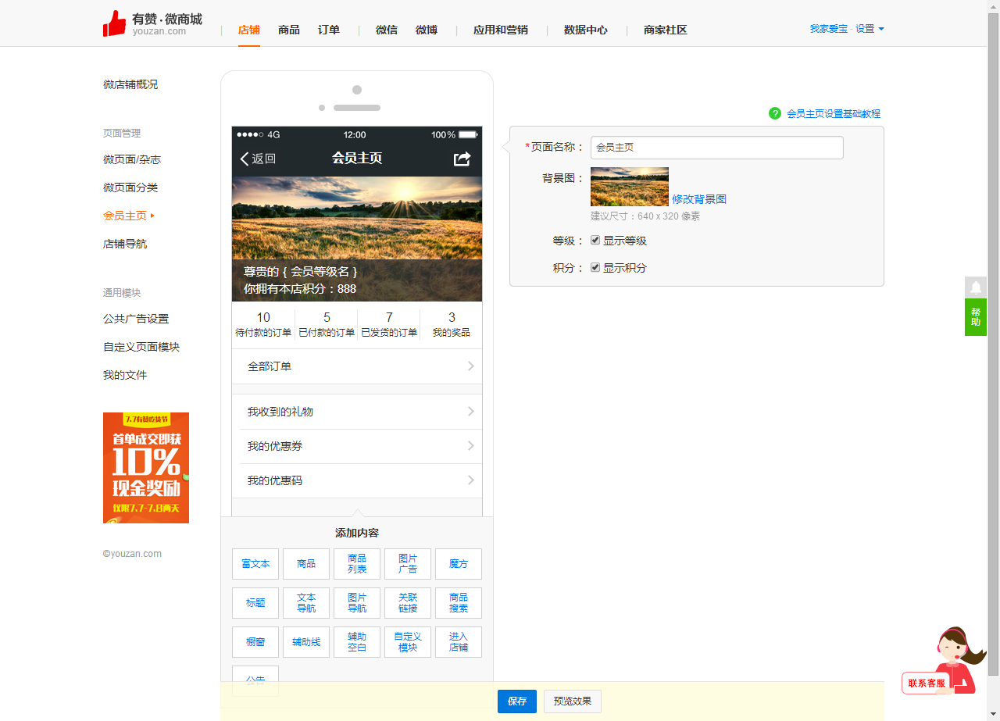 有赞·微商城
youzan.com
店铺 商品 订单 微信 微博 应用和营销 数据中心 商家社区
我家爱宝 - 设置
微店铺概况
页面管理
微页面/杂志
微页面分类
会员主页
店铺导航
通用模块
公共广告设置
自定义页面模块
我的文件
7.7有赞吃货节
首单成交即获
10%
现金奖励
仅限7.7-7.8两天
©youzan.com
4G 12:00 100%
返回 会员主页
尊贵的 { 会员等级名 }
你拥有本店积分：888
10 5 7 3
待付款的订单 已付款的订单 已发货的订单 我的奖品
全部订单
我收到的礼物
我的优惠券
我的优惠码
添加内容
富文本 商品 商品列表 图片广告 魔方
标题 文本导航 图片导航 关联链接 商品搜索
橱窗 辅助线 辅助空白 自定义模块 进入店铺
公告
? 会员主页设置基础教程
*页面名称： 会员主页
背景图： 修改背景图
建议尺寸：640 x 320 像素
等级： 显示等级
积分： 显示积分
帮助
联系客服
保存 预览效果